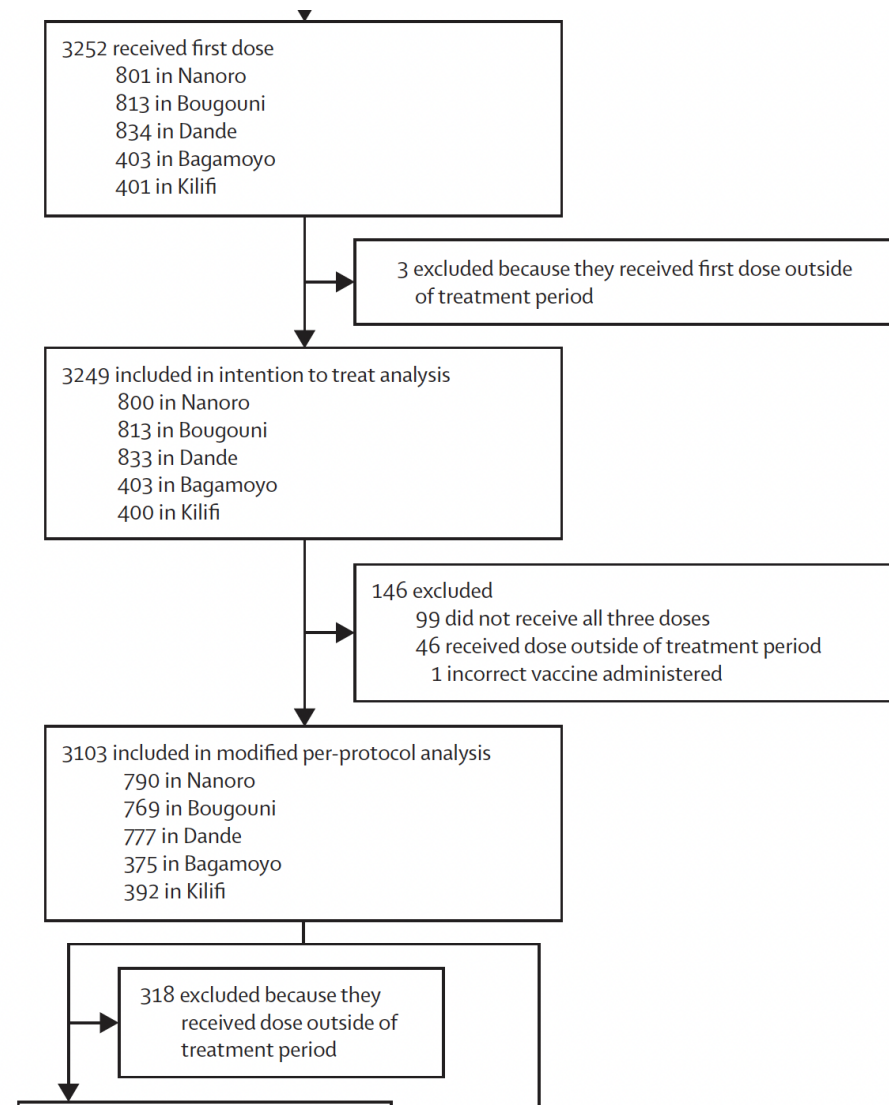 3252 received first dose
801 in Nanoro
813 in Bougouni
834 in Dande
403 in Bagamoyo
401 in Kilifi
3 excluded because they received first dose outside
of treatment period
3249 included in intention to treat analysis
800 in Nanoro
813 in Bougouni
833 in Dande
403 in Bagamoyo
400 in Kilifi
146 excluded
99 did not receive all three doses
46 received dose outside of treatment period
1 incorrect vaccine administered
3103 included in modified per-protocol analysis
790 in Nanoro
769 in Bougouni
777 in Dande
375 in Bagamoyo
392 in Kilifi
318 excluded because they
received dose outside of
treatment period